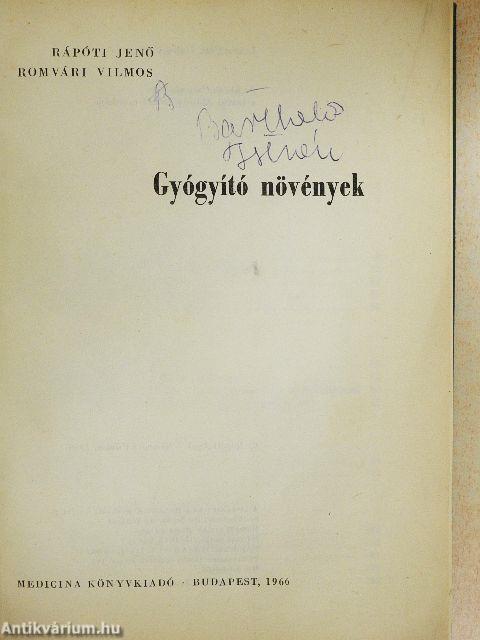 RÁPÓTI JENŐ
ROMVÁRI VILMOS
Gyógyító növények
MEDICINA KÖNYVKIADÓ · BUDAPEST, 1966
Antikvárium.hu